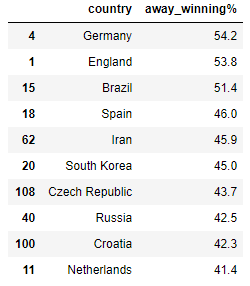 country away_winning%
4 Germany 54.2
1 England 53.8
15 Brazil 51.4
18 Spain 46.0
62 Iran 45.9
20 South Korea 45.0
108 Czech Republic 43.7
40 Russia 42.5
100 Croatia 42.3
11 Netherlands 41.4